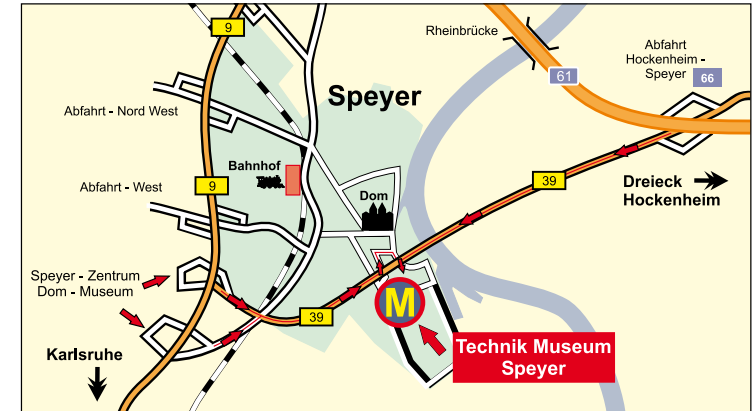 9
Rheinbrücke
Abfahrt
Hockenheim -
Speyer 66
61
Speyer
Abfahrt - Nord West
Bahnhof
39
Dreieck
Hockenheim
Abfahrt - West
9
Dom
Speyer - Zentrum
Dom - Museum
M
39
Karlsruhe
Technik Museum
Speyer